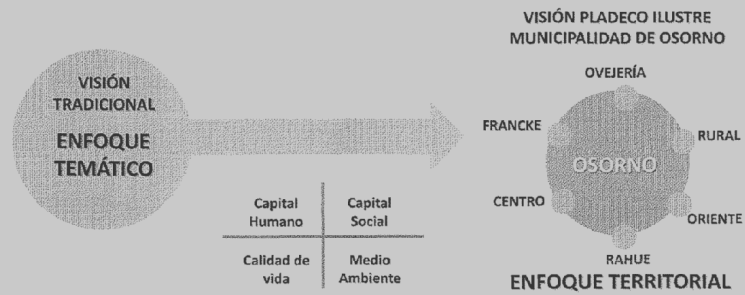 VISIÓN
TRADICIONAL
ENFOQUE
TEMÁTICO
Capital
Humano
Capital
Social
Calidad de
vida
Medio
Ambiente
VISIÓN PLADECO ILUSTRE
MUNICIPALIDAD DE OSORNO
OVEJERÍA
FRANCKE
RURAL
OSORNO
CENTRO
ORIENTE
RAHUE
ENFOQUE TERRITORIAL